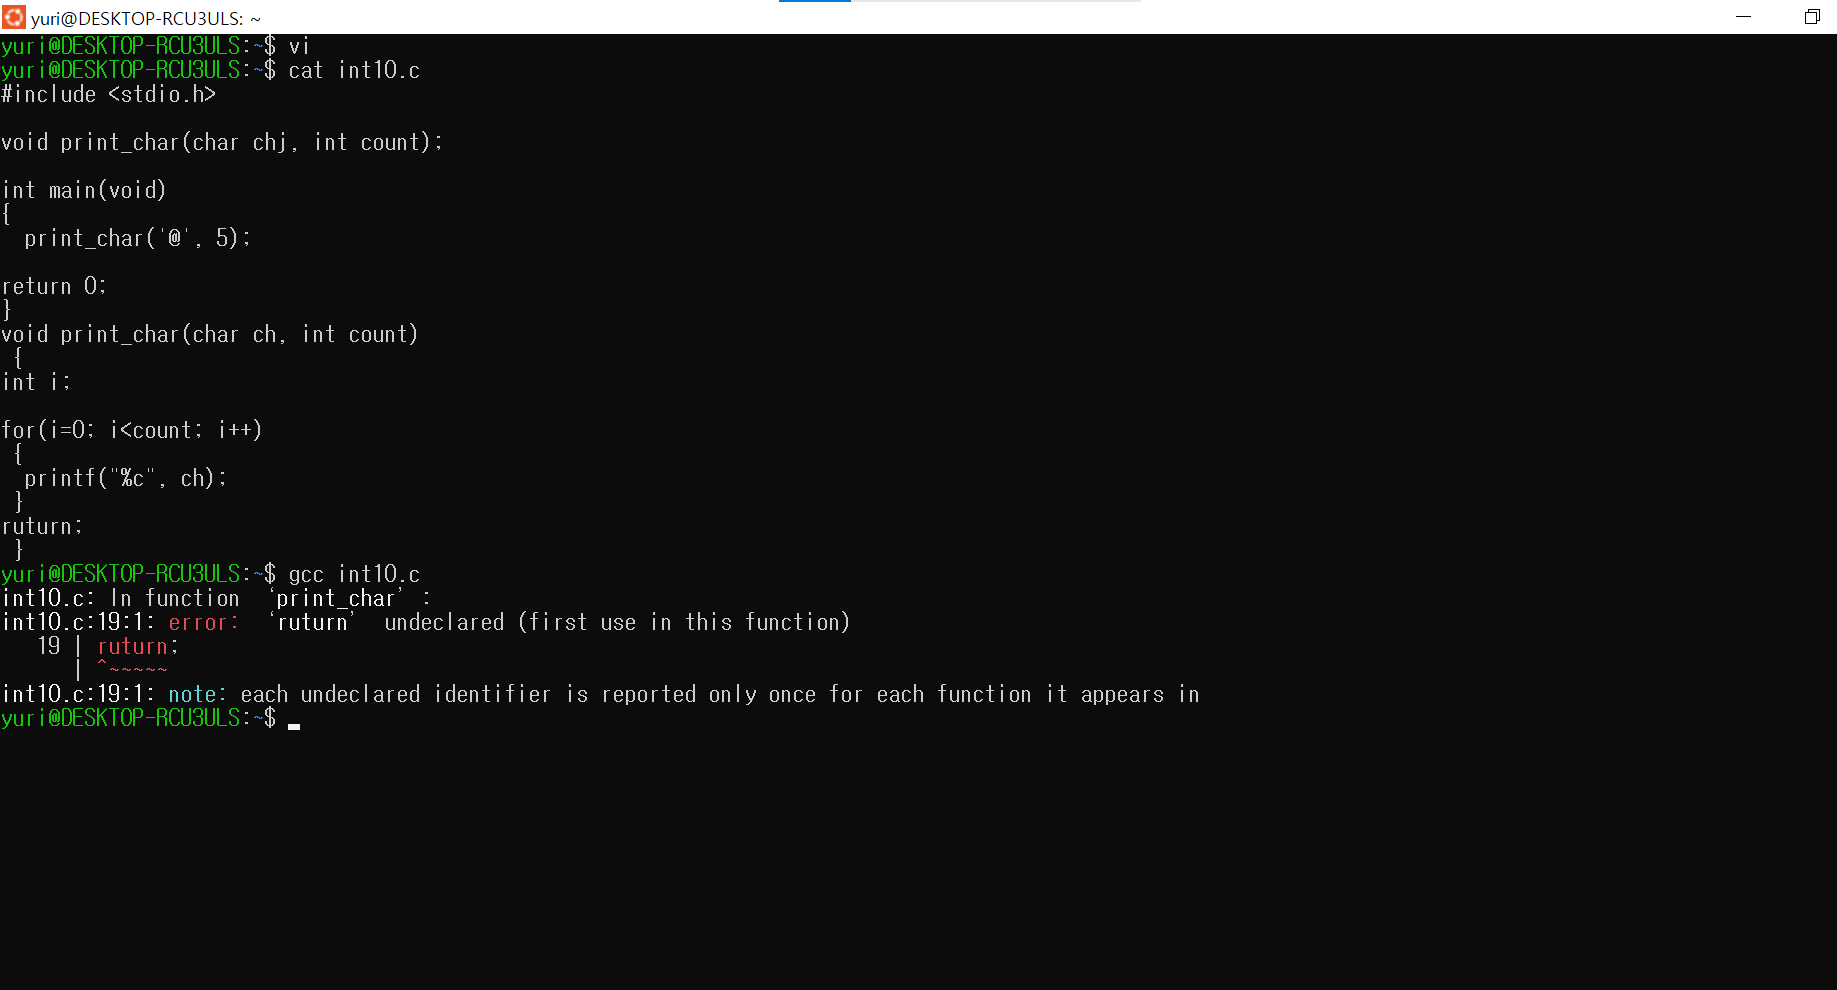 yuri@DESKTOP-RCU3ULS: ~
yuri@DESKTOP-RCU3ULS:~$ vi
yuri@DESKTOP-RCU3ULS:~$ cat int10.c
#include <stdio.h>
void print_char(char chj, int count);
int main(void)
{
print_char('@', 5);
return 0;
}
void print_char(char ch, int count)
{
int i;
for(i=0; i<count; i++)
{
printf("%c", ch);
}
ruturn;
}
yuri@DESKTOP-RCU3ULS:~$ gcc int10.c
int10.c: In function ‘print_char’ :
int10.c:19:1: error: ‘ruturn’ undeclared (first use in this function)
19 | ruturn;
| ^~~~~~
int10.c:19:1: note: each undeclared identifier is reported only once for each function it appears in
yuri@DESKTOP-RCU3ULS:~$